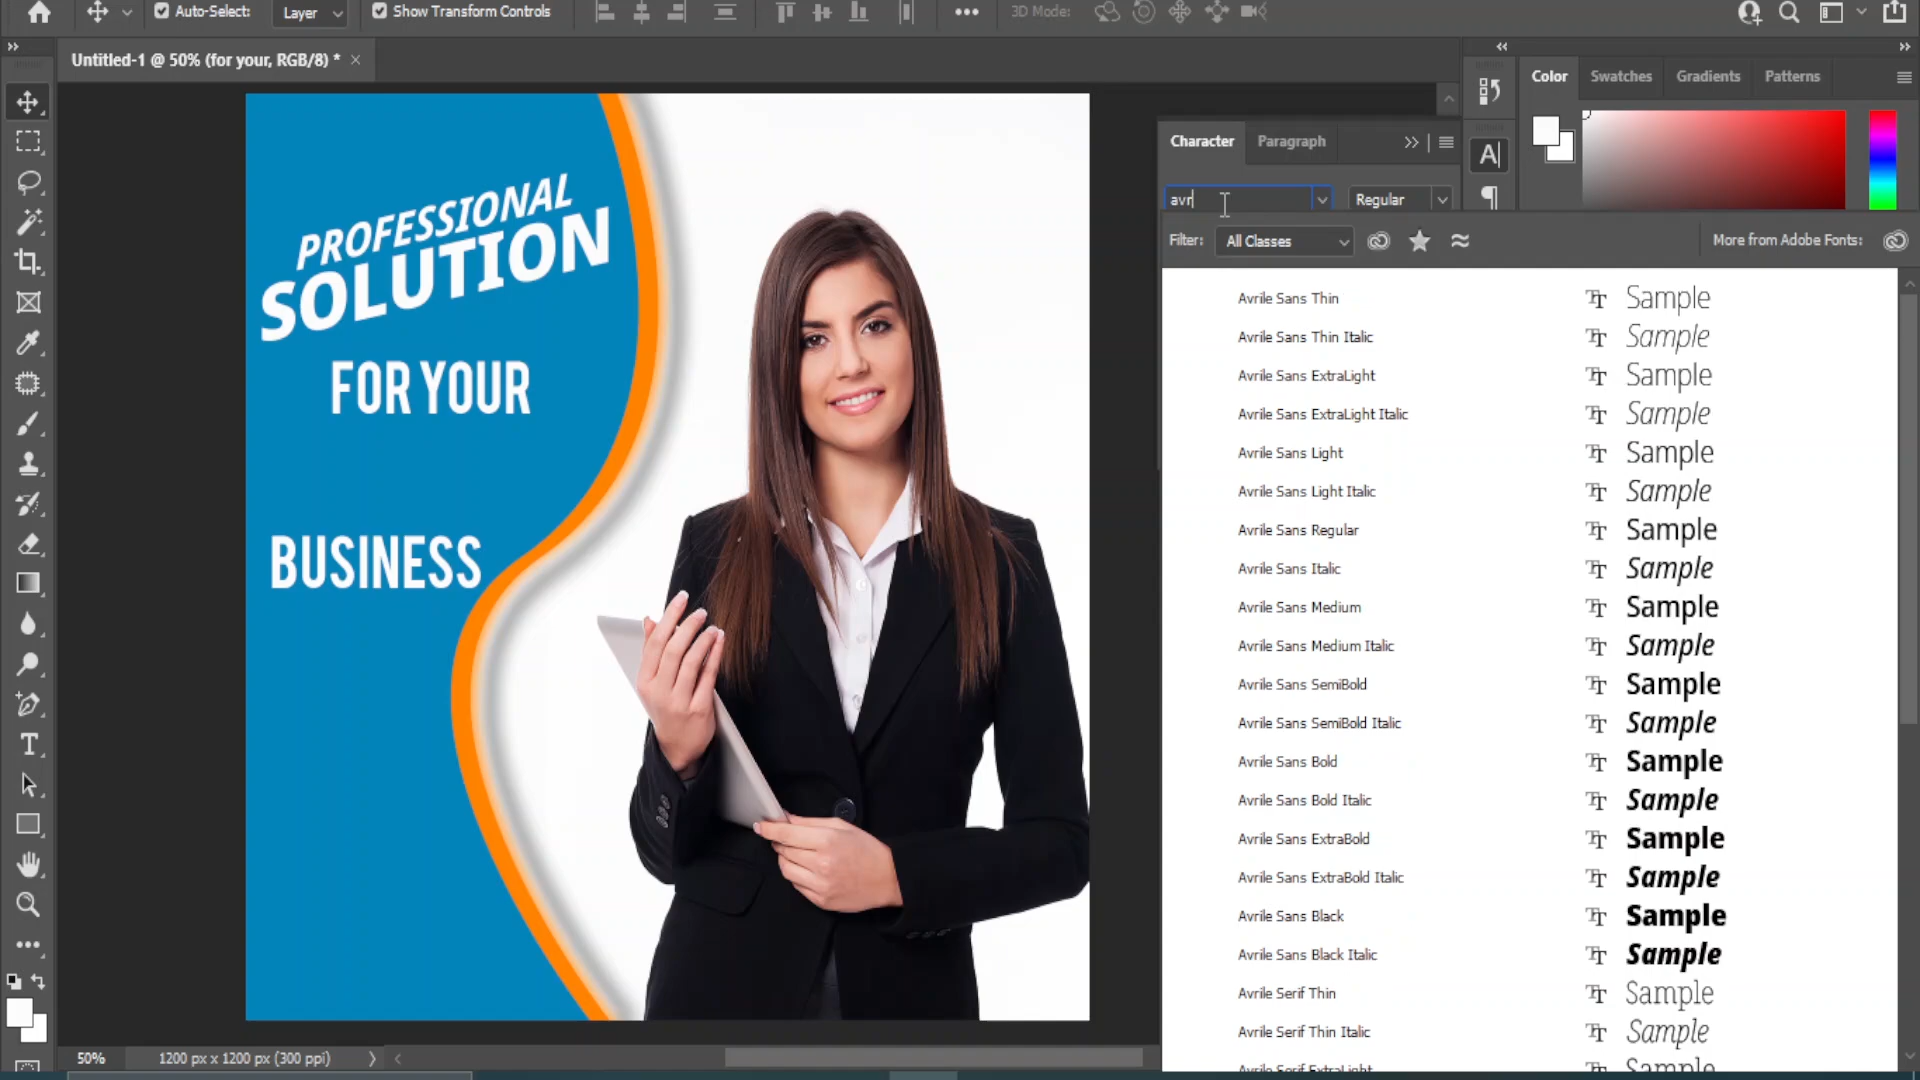 Auto-Select:
Layer
Show Transform Controls
3D Mode:
Untitled-1 @ 50% (for your, RGB/8) *
Color
Swatches
Gradients
Patterns
Character
Paragraph
avr
Regular
Filter:
All Classes
More from Adobe Fonts:
PROFESSIONAL
SOLUTION
FOR YOUR
BUSINESS
Avrile Sans Thin Sample
Avrile Sans Thin Italic Sample
Avrile Sans ExtraLight Sample
Avrile Sans ExtraLight Italic Sample
Avrile Sans Light Sample
Avrile Sans Light Italic Sample
Avrile Sans Regular Sample
Avrile Sans Italic Sample
Avrile Sans Medium Sample
Avrile Sans Medium Italic Sample
Avrile Sans SemiBold Sample
Avrile Sans SemiBold Italic Sample
Avrile Sans Bold Sample
Avrile Sans Bold Italic Sample
Avrile Sans ExtraBold Sample
Avrile Sans ExtraBold Italic Sample
Avrile Sans Black Sample
Avrile Sans Black Italic Sample
Avrile Serif Thin Sample
Avrile Serif Thin Italic Sample
Avrile Serif ExtraLight Sample
50%
1200 px x 1200 px (300 ppi)